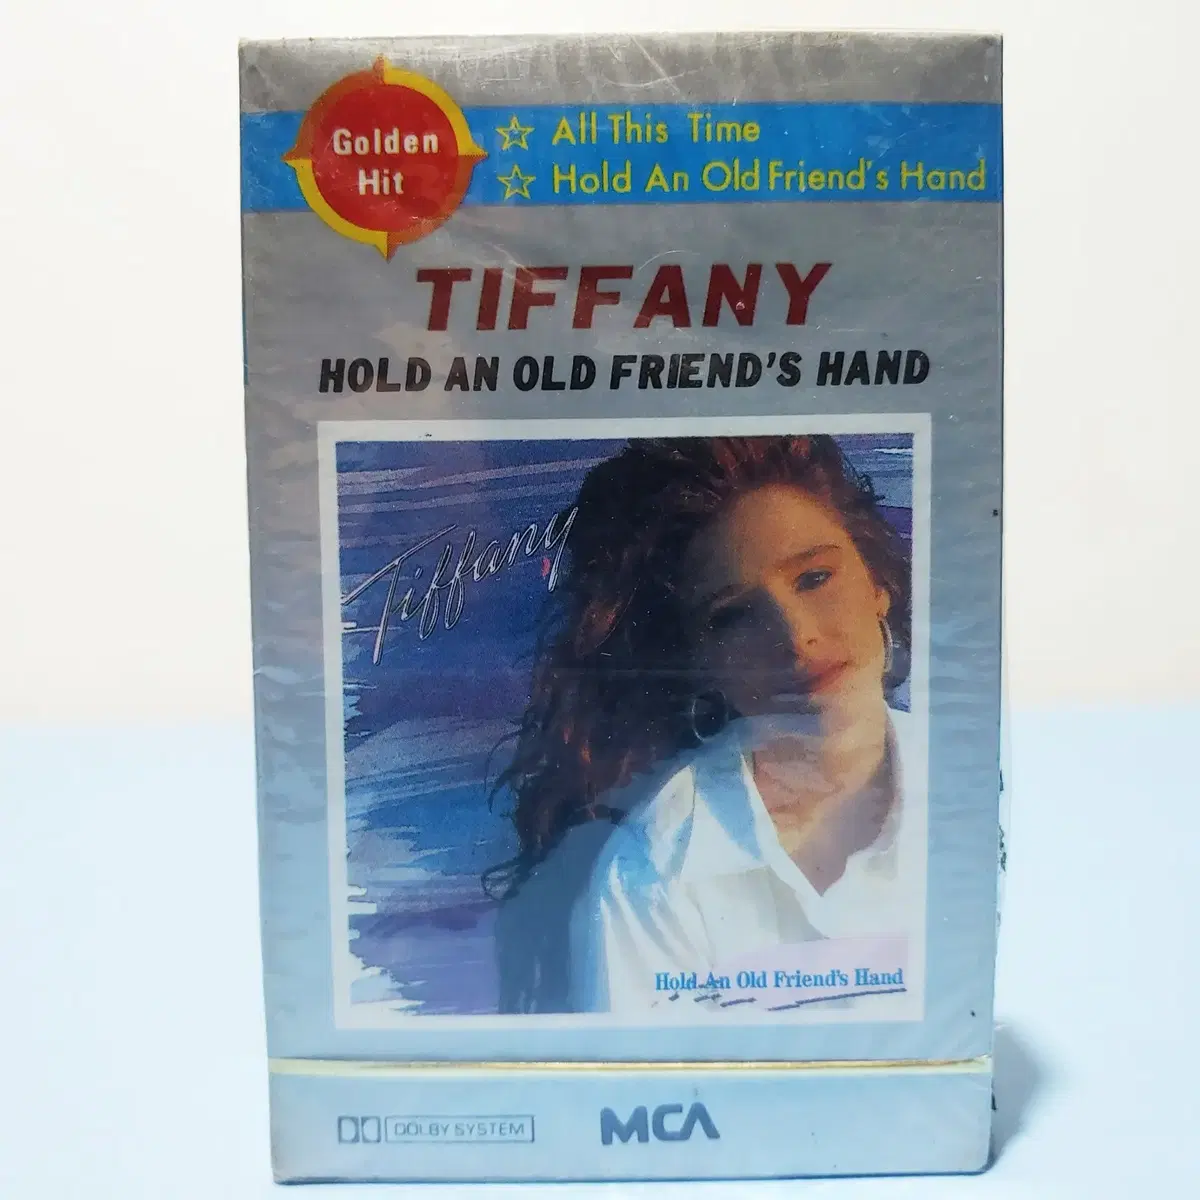 Golden
Hit
☆ All This Time
☆ Hold An Old Friend's Hand
TIFFANY
HOLD AN OLD FRIEND'S HAND
Tiffany
Hold An Old Friend's Hand
DOLBY SYSTEM
MCA